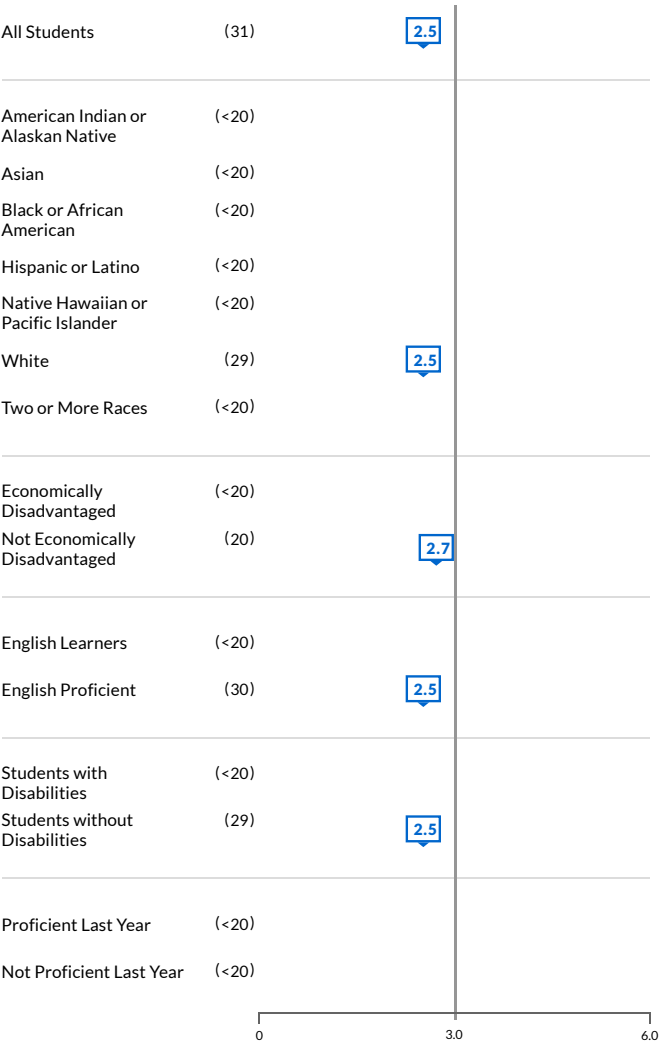 All Students (31) 2.5
American Indian or (<20)
Alaskan Native
Asian (<20)
Black or African (<20)
American
Hispanic or Latino (<20)
Native Hawaiian or (<20)
Pacific Islander
White (29) 2.5
Two or More Races (<20)
Economically (<20)
Disadvantaged
Not Economically (20) 2.7
Disadvantaged
English Learners (<20)
English Proficient (30) 2.5
Students with (<20)
Disabilities
Students without (29) 2.5
Disabilities
Proficient Last Year (<20)
Not Proficient Last Year (<20)
0 3.0 6.0